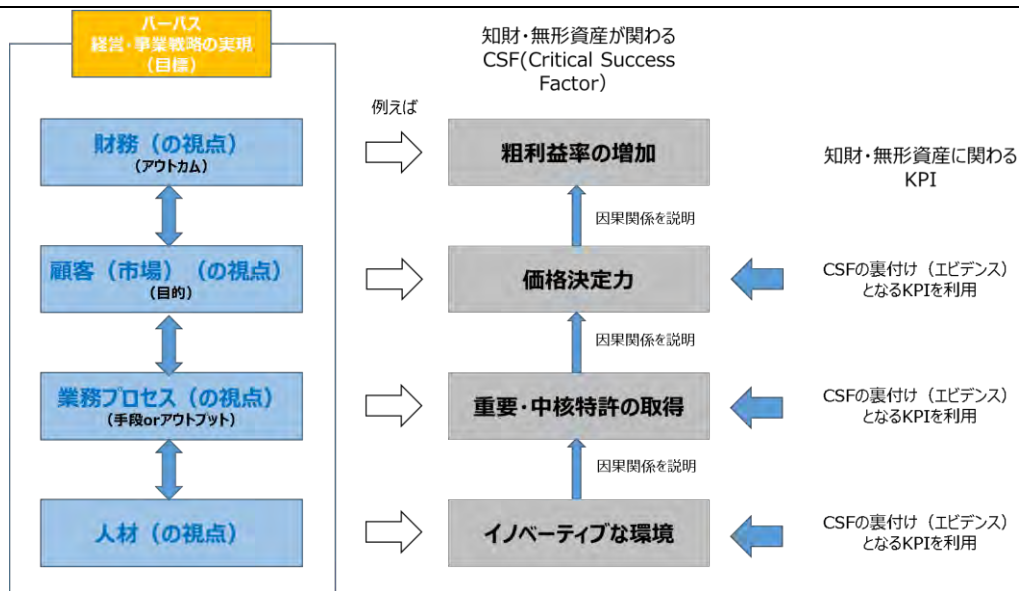 パーパス
経営・事業戦略の実現
(目標)
知財・無形資産が関わる
CSF(Critical Success
Factor)
例えば
財務(の視点)
(アウトカム)
粗利益率の増加
知財・無形資産に関わる
KPI
因果関係を説明
顧客(市場)(の視点)
(目的)
価格決定力
CSFの裏付け(エビデンス)
となるKPIを利用
因果関係を説明
業務プロセス(の視点)
(手段orアウトプット)
重要・中核特許の取得
CSFの裏付け(エビデンス)
となるKPIを利用
因果関係を説明
人材(の視点)
イノベーティブな環境
CSFの裏付け(エビデンス)
となるKPIを利用